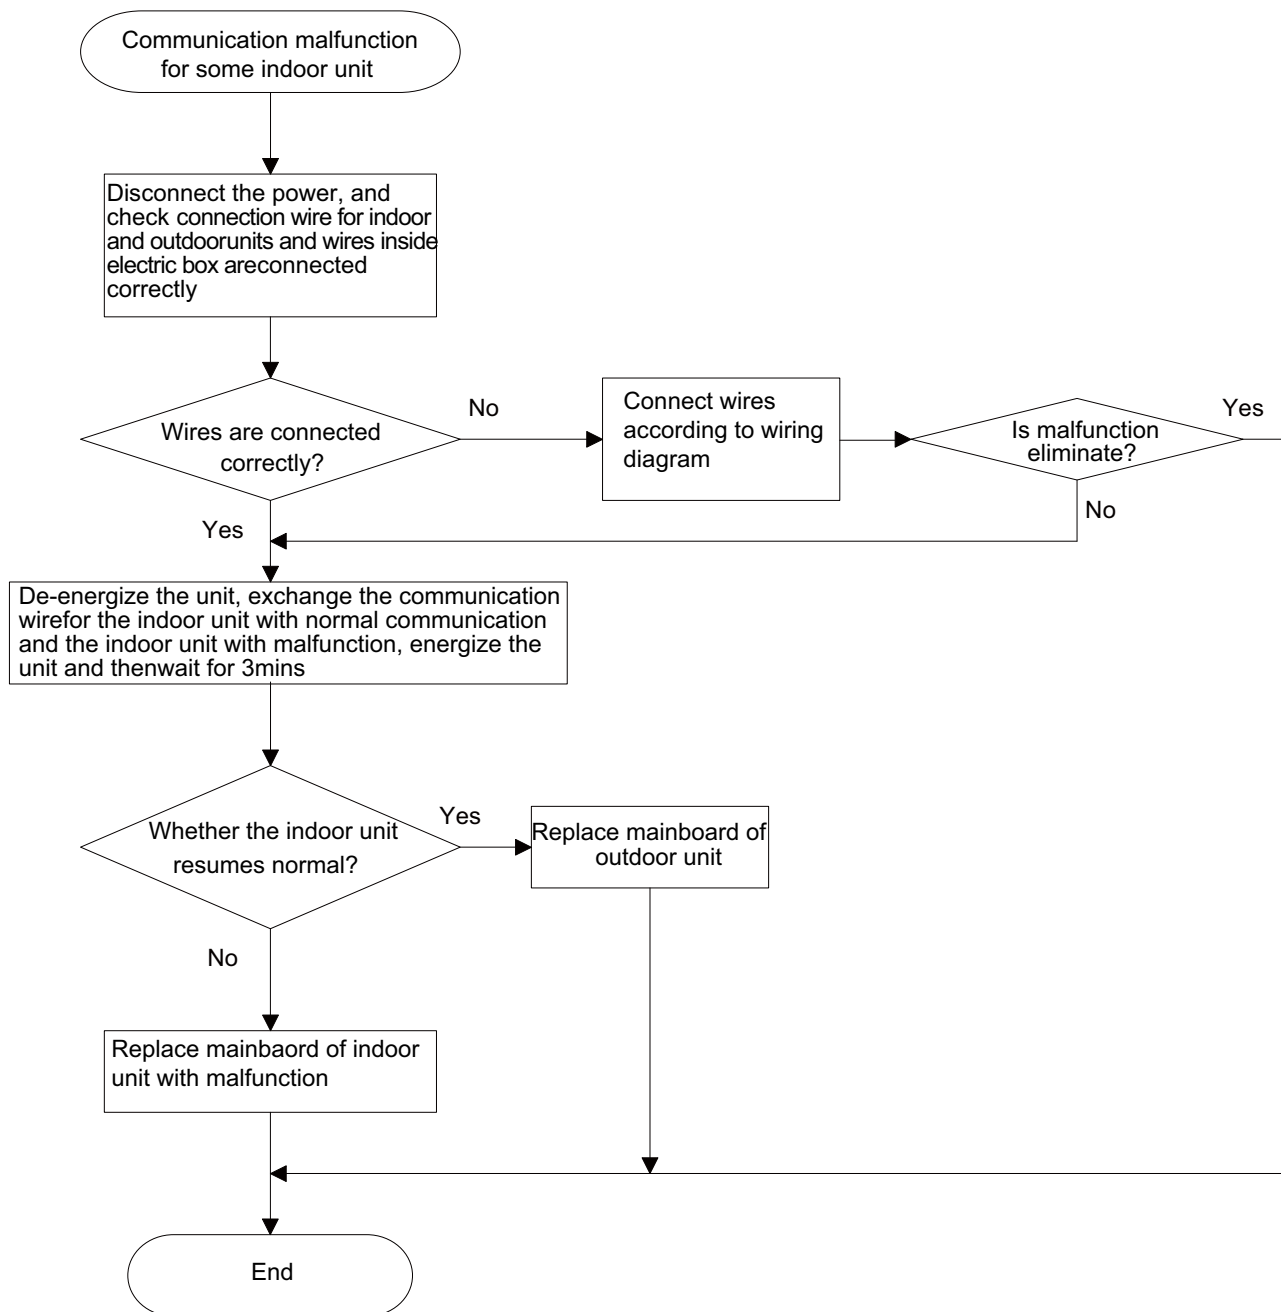 Communication malfunction
for some indoor unit
Disconnect the power, and
check connection wire for indoor
and outdoorunits and wires inside
electric box areconnected
correctly
Wires are connected
correctly?
No
Connect wires
according to wiring
diagram
Is malfunction
eliminate?
Yes
No
Yes
De-energize the unit, exchange the communication
wirefor the indoor unit with normal communication
and the indoor unit with malfunction, energize the
unit and thenwait for 3mins
Whether the indoor unit
resumes normal?
Yes
Replace mainboard of
outdoor unit
No
Replace mainbaord of indoor
unit with malfunction
End